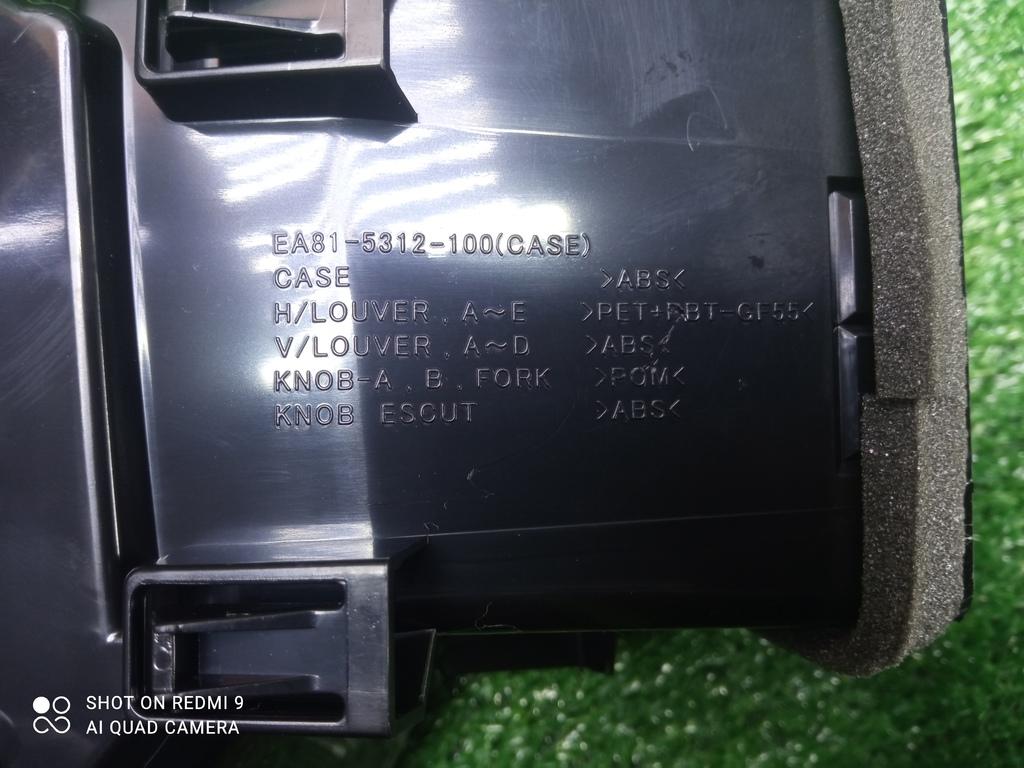 EA81-5312-100(CASE)
CASE >ABS<
H/LOUVER, A~E >PET+PBT-GF55<
V/LOUVER, A~D >ABS<
KNOB-A, B, FORK >POM<
KNOB ESCUT >ABS<
SHOT ON REDMI 9
AI QUAD CAMERA